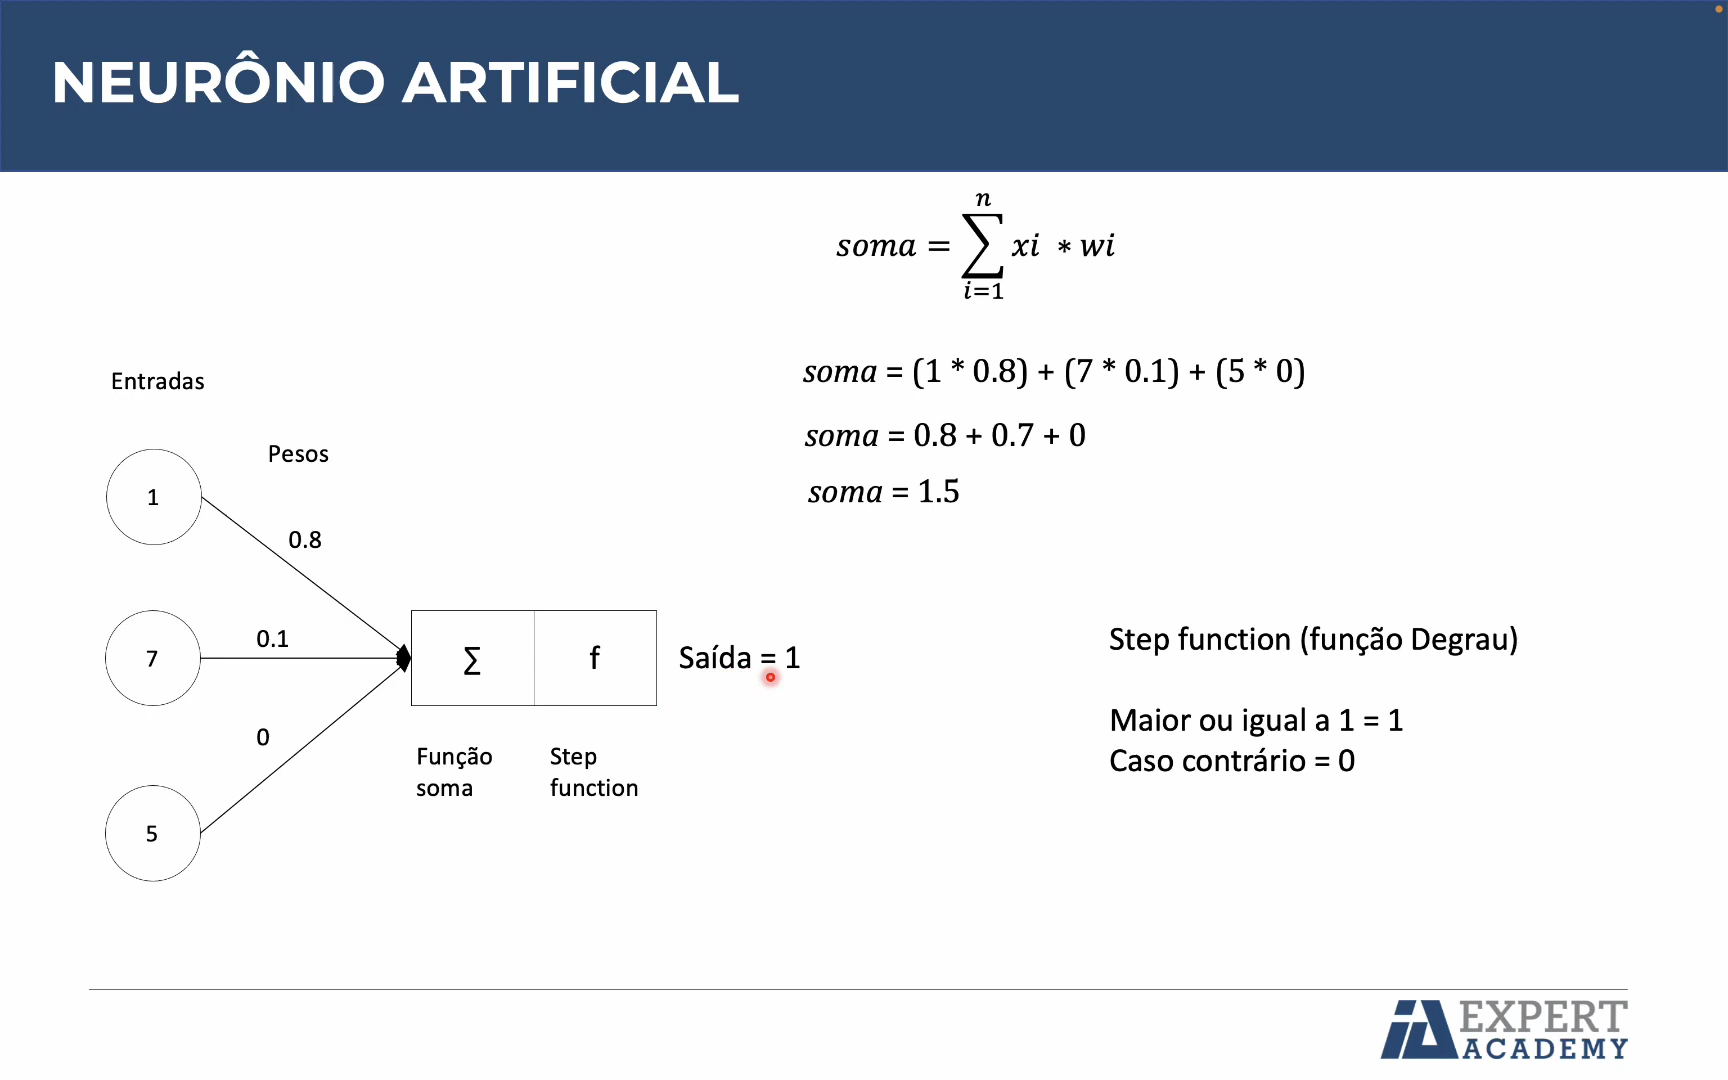 NEURÔNIO ARTIFICIAL
n
soma = ∑ xi * wi
i=1
soma = (1 * 0.8) + (7 * 0.1) + (5 * 0)
soma = 0.8 + 0.7 + 0
soma = 1.5
Entradas
Pesos
1
0.8
7
0.1
0
5
∑
f
Saída = 1
Função
soma
Step
function
Step function (função Degrau)
Maior ou igual a 1 = 1
Caso contrário = 0
IA EXPERT
ACADEMY